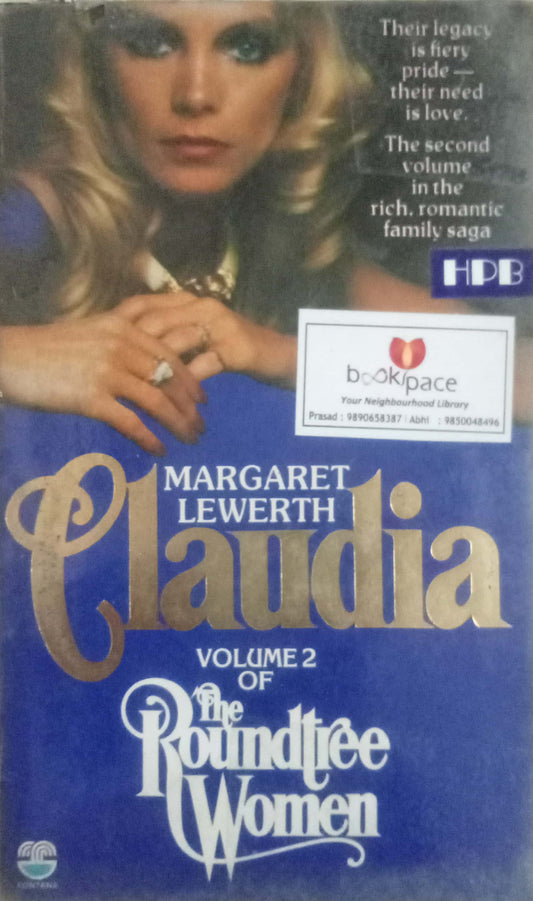 Their legacy
is fiery
pride —
their need
is love.
The second
volume
in the
rich, romantic
family saga
HPB
bookspace
Your Neighbourhood Library
Prasad : 9890658387 | Abhi : 9850048496
MARGARET
LEWERTH
Claudia
VOLUME 2
OF
The
Roundtree
Women
FONTANA